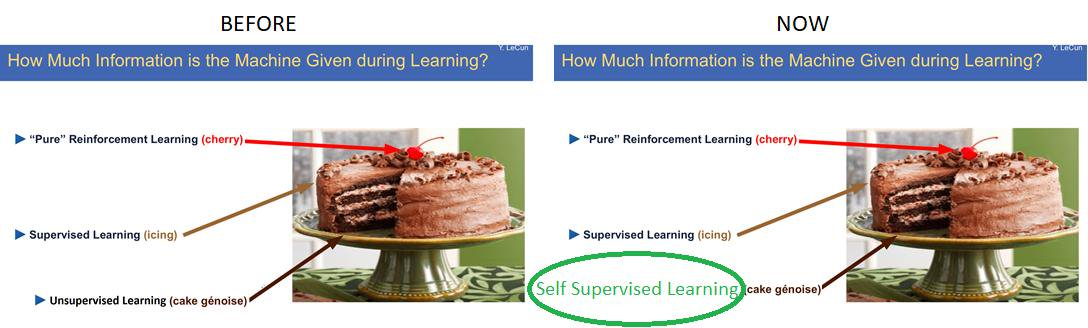 BEFORE
Y. LeCun
How Much Information is the Machine Given during Learning?
"Pure" Reinforcement Learning (cherry)
Supervised Learning (icing)
Unsupervised Learning (cake génoise)
NOW
Y. LeCun
How Much Information is the Machine Given during Learning?
"Pure" Reinforcement Learning (cherry)
Supervised Learning (icing)
Self Supervised Learning (cake génoise)